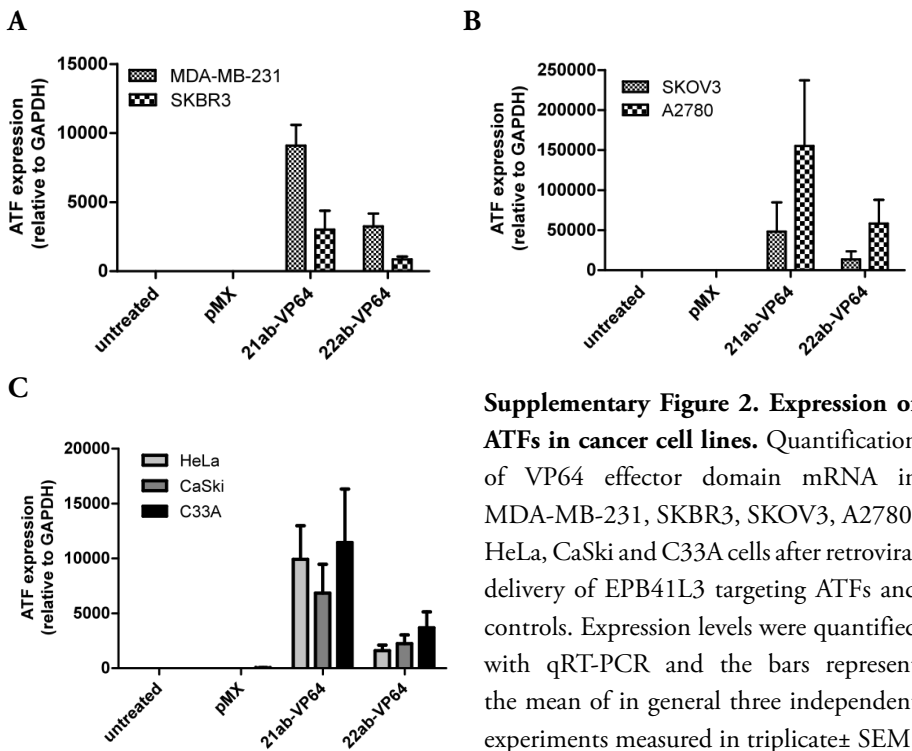 A
ATF expression
(relative to GAPDH)
15000
10000
5000
0
MDA-MB-231
SKBR3
untreated
pMX
21ab-VP64
22ab-VP64
B
ATF expression
(relative to GAPDH)
250000
200000
150000
100000
50000
0
SKOV3
A2780
untreated
pMX
21ab-VP64
22ab-VP64
C
ATF expression
(relative to GAPDH)
20000
15000
10000
5000
0
HeLa
CaSki
C33A
untreated
pMX
21ab-VP64
22ab-VP64
Supplementary Figure 2. Expression of
ATFs in cancer cell lines. Quantification
of VP64 effector domain mRNA in
MDA-MB-231, SKBR3, SKOV3, A2780
HeLa, CaSki and C33A cells after retrovira
delivery of EPB41L3 targeting ATFs and
controls. Expression levels were quantified
with qRT-PCR and the bars represent
the mean of in general three independent
experiments measured in triplicate± SEM